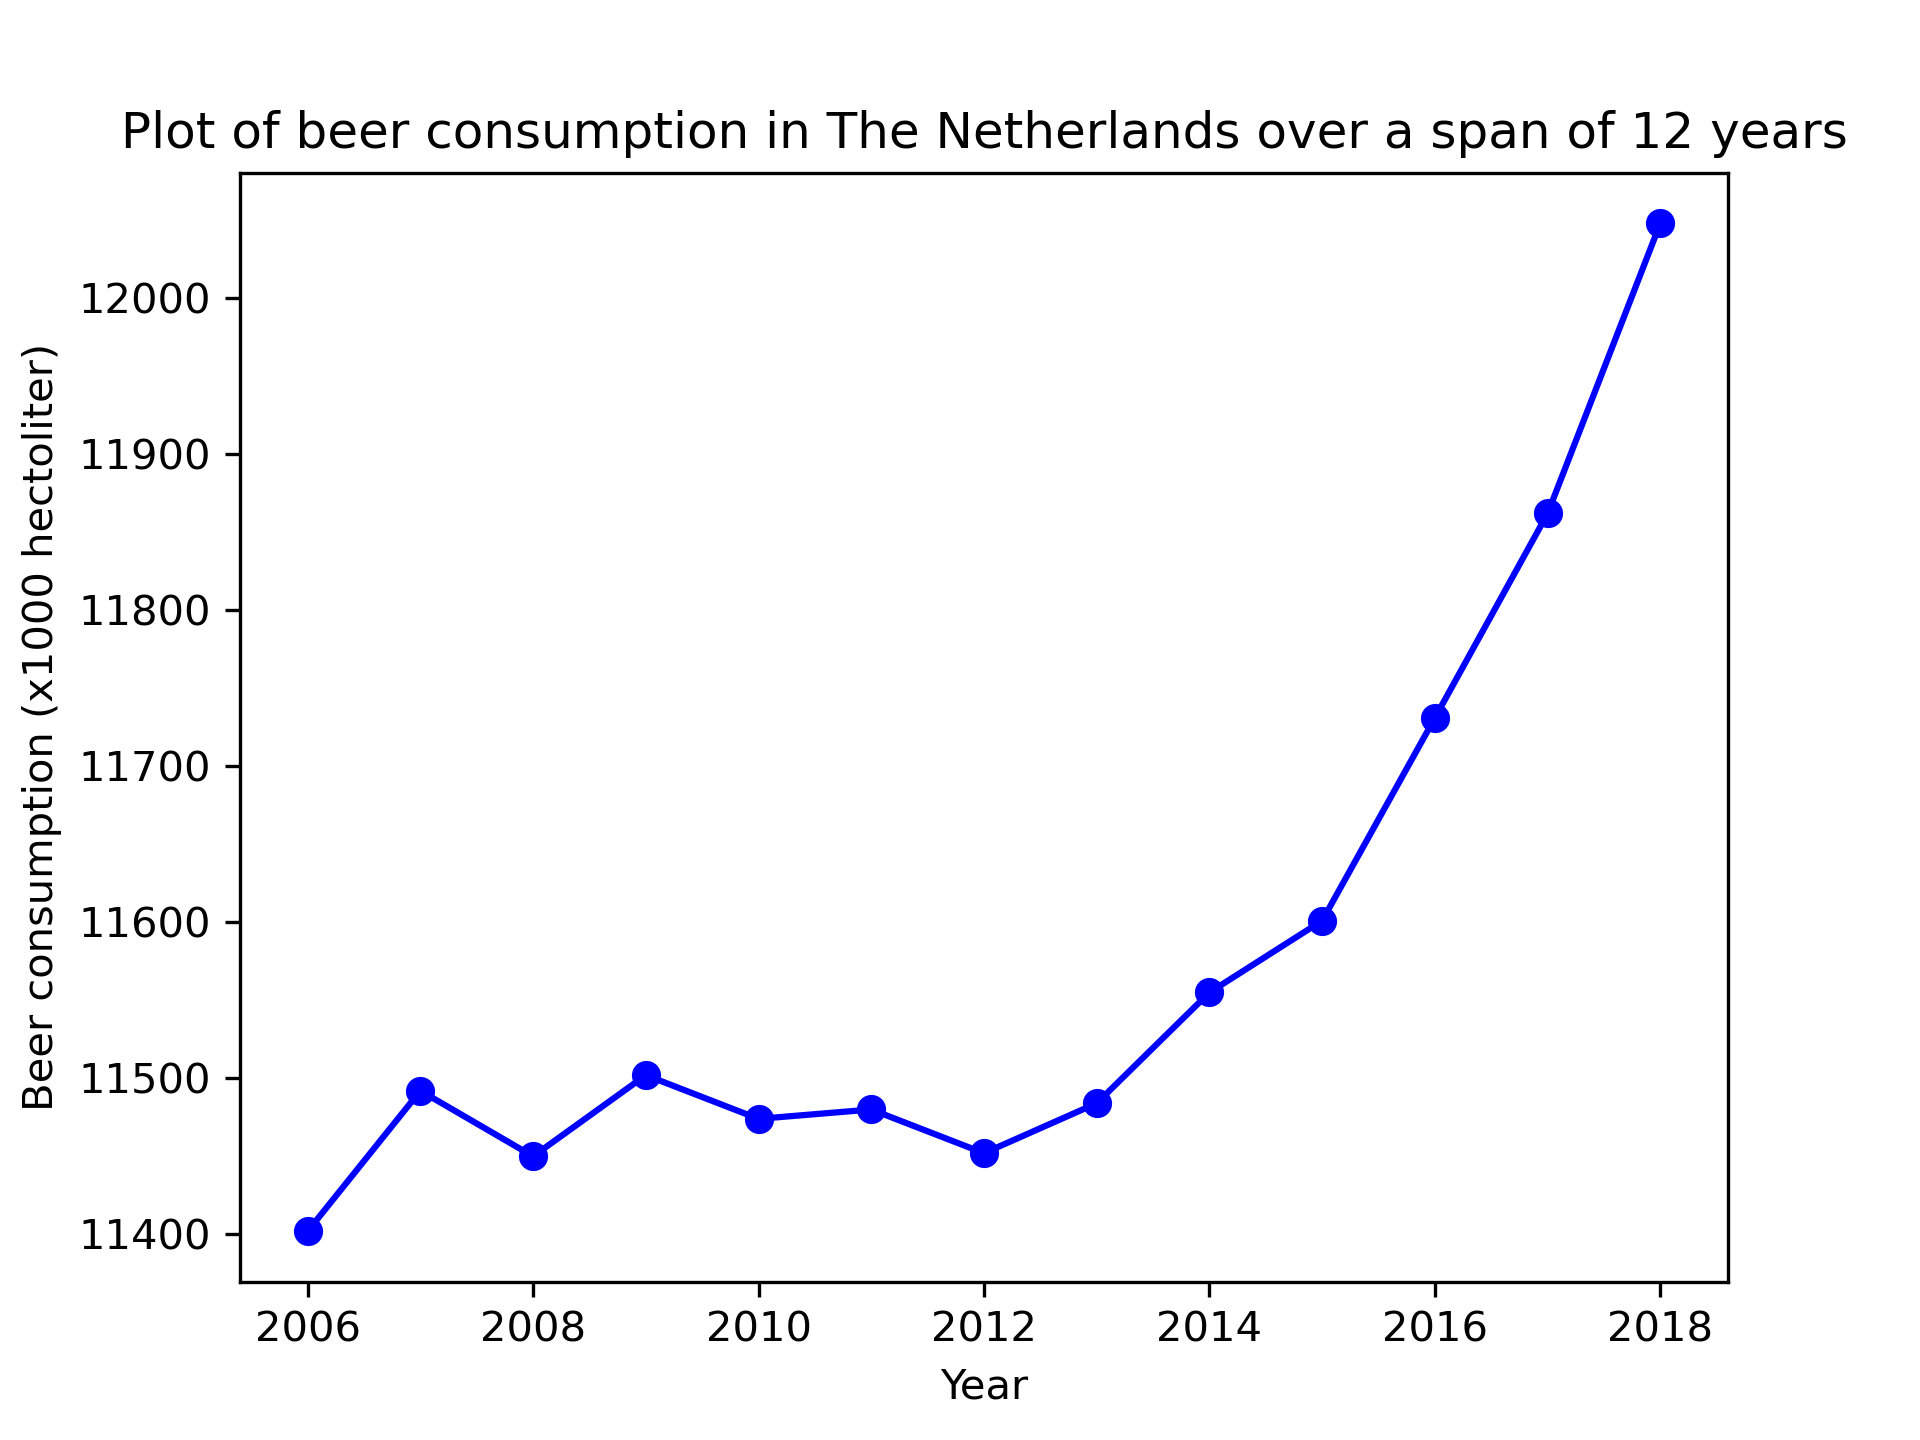 Plot of beer consumption in The Netherlands over a span of 12 years
Beer consumption (x1000 hectoliter)
12000
11900
11800
11700
11600
11500
11400
2006 2008 2010 2012 2014 2016 2018
Year